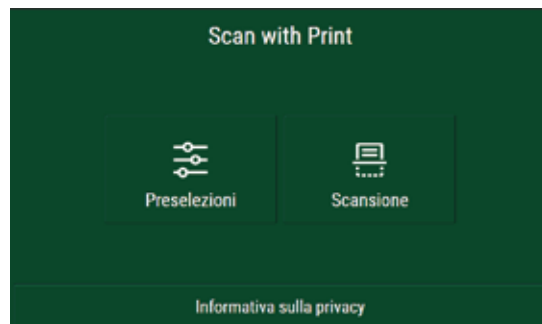 Scan with Print
Preselezioni
Scansione
Informativa sulla privacy